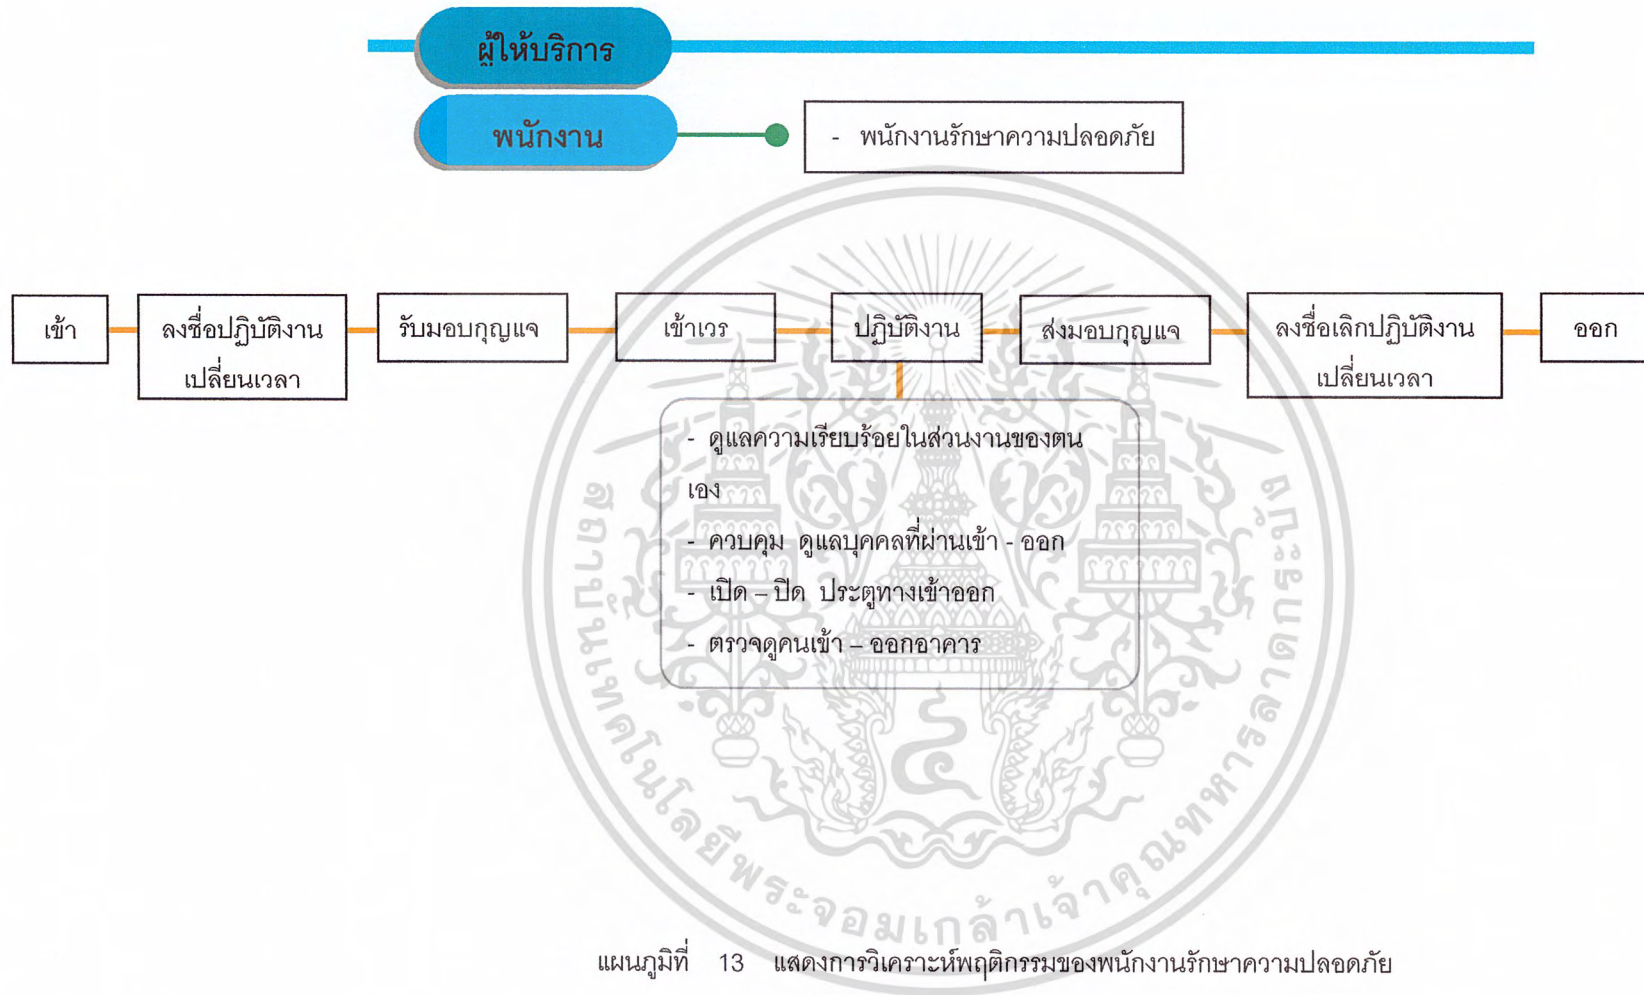 ผู้ให้บริการ
พนักงาน
- พนักงานรักษาความปลอดภัย
เข้า
ลงชื่อปฏิบัติงาน
เปลี่ยนเวลา
รับมอบกุญแจ
เข้าเวร
ปฏิบัติงาน
ส่งมอบกุญแจ
ลงชื่อเลิกปฏิบัติงาน
เปลี่ยนเวลา
ออก
- ดูแลความเรียบร้อยในส่วนงานของตน
เอง
- ควบคุม ดูแลบุคคลที่ผ่านเข้า - ออก
- เปิด – ปิด ประตูทางเข้าออก
- ตรวจดูคนเข้า – ออกอาคาร
สถาบันเทคโนโลยีพระจอมเกล้าเจ้าคุณทหารลาดกระบัง
แผนภูมิที่ 13 แสดงการวิเคราะห์พฤติกรรมของพนักงานรักษาความปลอดภัย